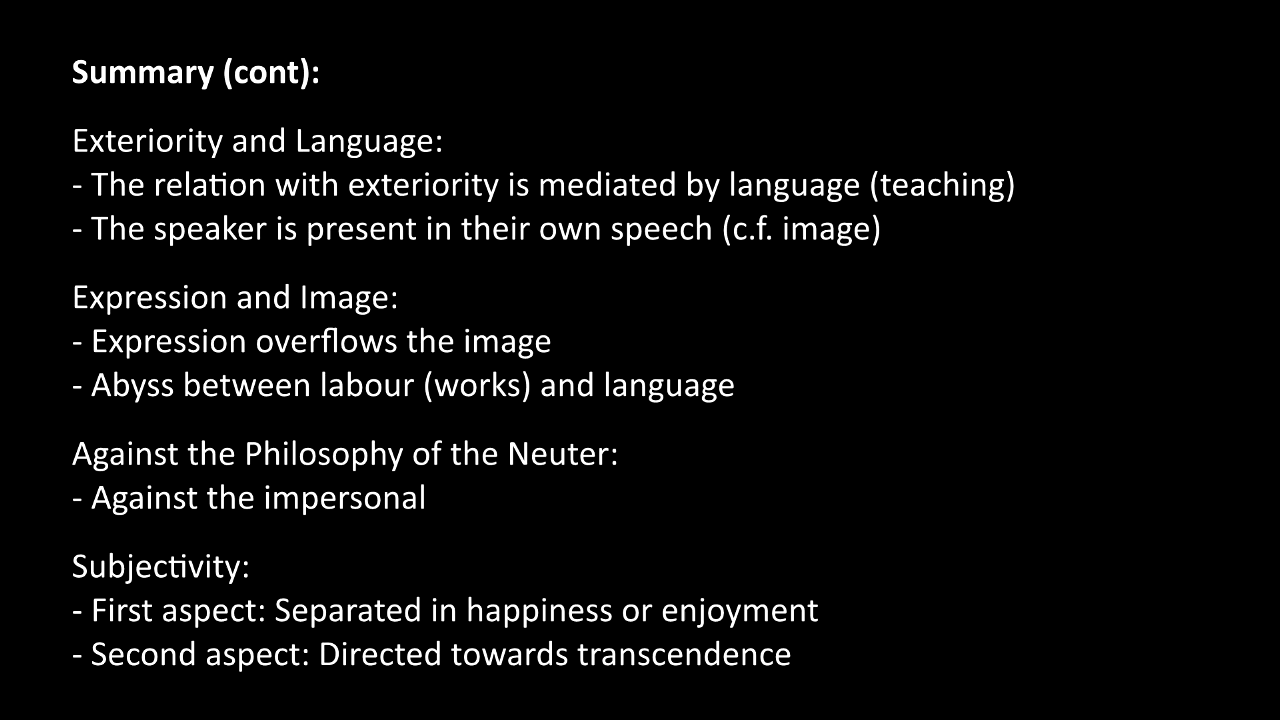 Summary (cont):
Exteriority and Language:
- The relation with exteriority is mediated by language (teaching)
- The speaker is present in their own speech (c.f. image)
Expression and Image:
- Expression overflows the image
- Abyss between labour (works) and language
Against the Philosophy of the Neuter:
- Against the impersonal
Subjectivity:
- First aspect: Separated in happiness or enjoyment
- Second aspect: Directed towards transcendence